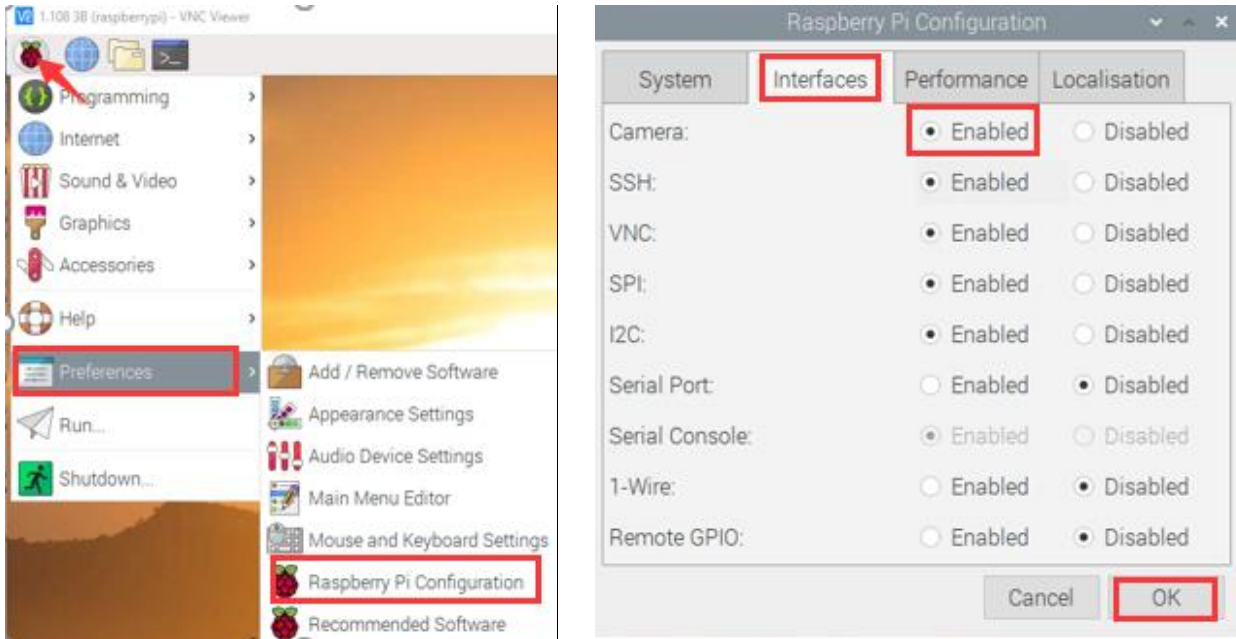 1.108 3B (raspberrypi) - VNC Viewer
Programming
Internet
Sound & Video
Graphics
Accessories
Help
Preferences
Run...
Shutdown...
Add / Remove Software
Appearance Settings
Audio Device Settings
Main Menu Editor
Mouse and Keyboard Settings
Raspberry Pi Configuration
Recommended Software
Raspberry Pi Configuration
System Interfaces Performance Localisation
Camera: Enabled Disabled
SSH: Enabled Disabled
VNC: Enabled Disabled
SPI: Enabled Disabled
I2C: Enabled Disabled
Serial Port: Enabled Disabled
Serial Console: Enabled Disabled
1-Wire: Enabled Disabled
Remote GPIO: Enabled Disabled
Cancel OK